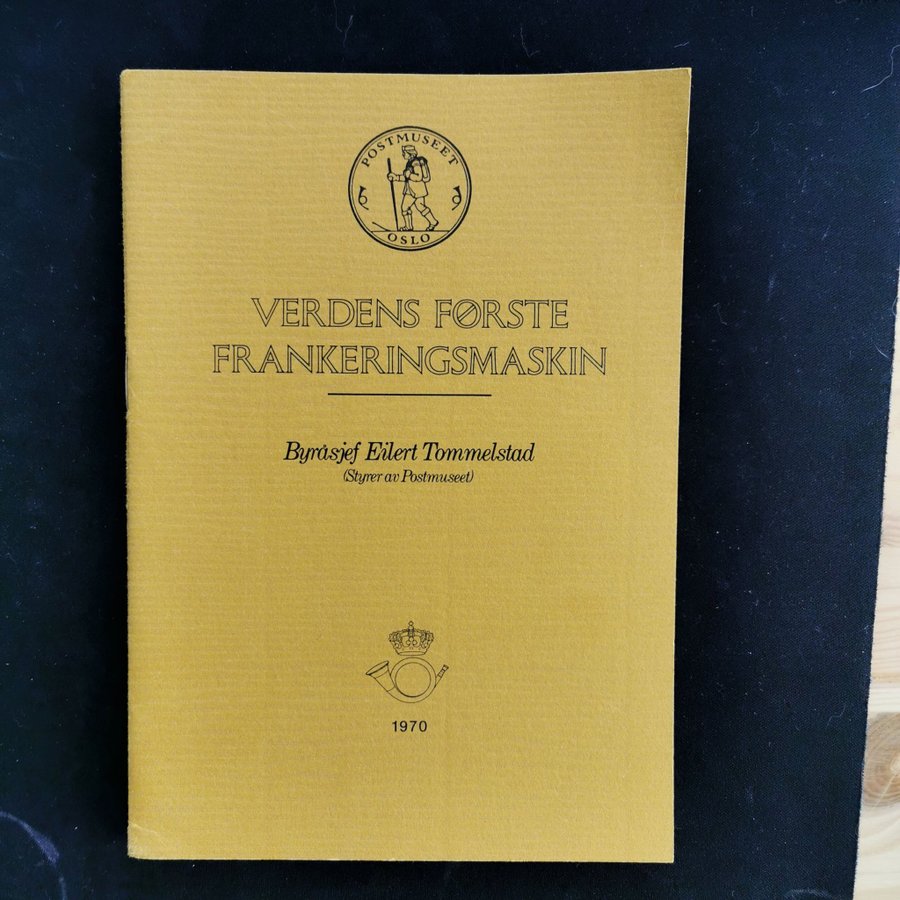 POSTMUSEET
OSLO
VERDENS FØRSTE
FRANKERINGSMASKIN
Byråsjef Eilert Tommelstad
(Styrer av Postmuseet)
1970